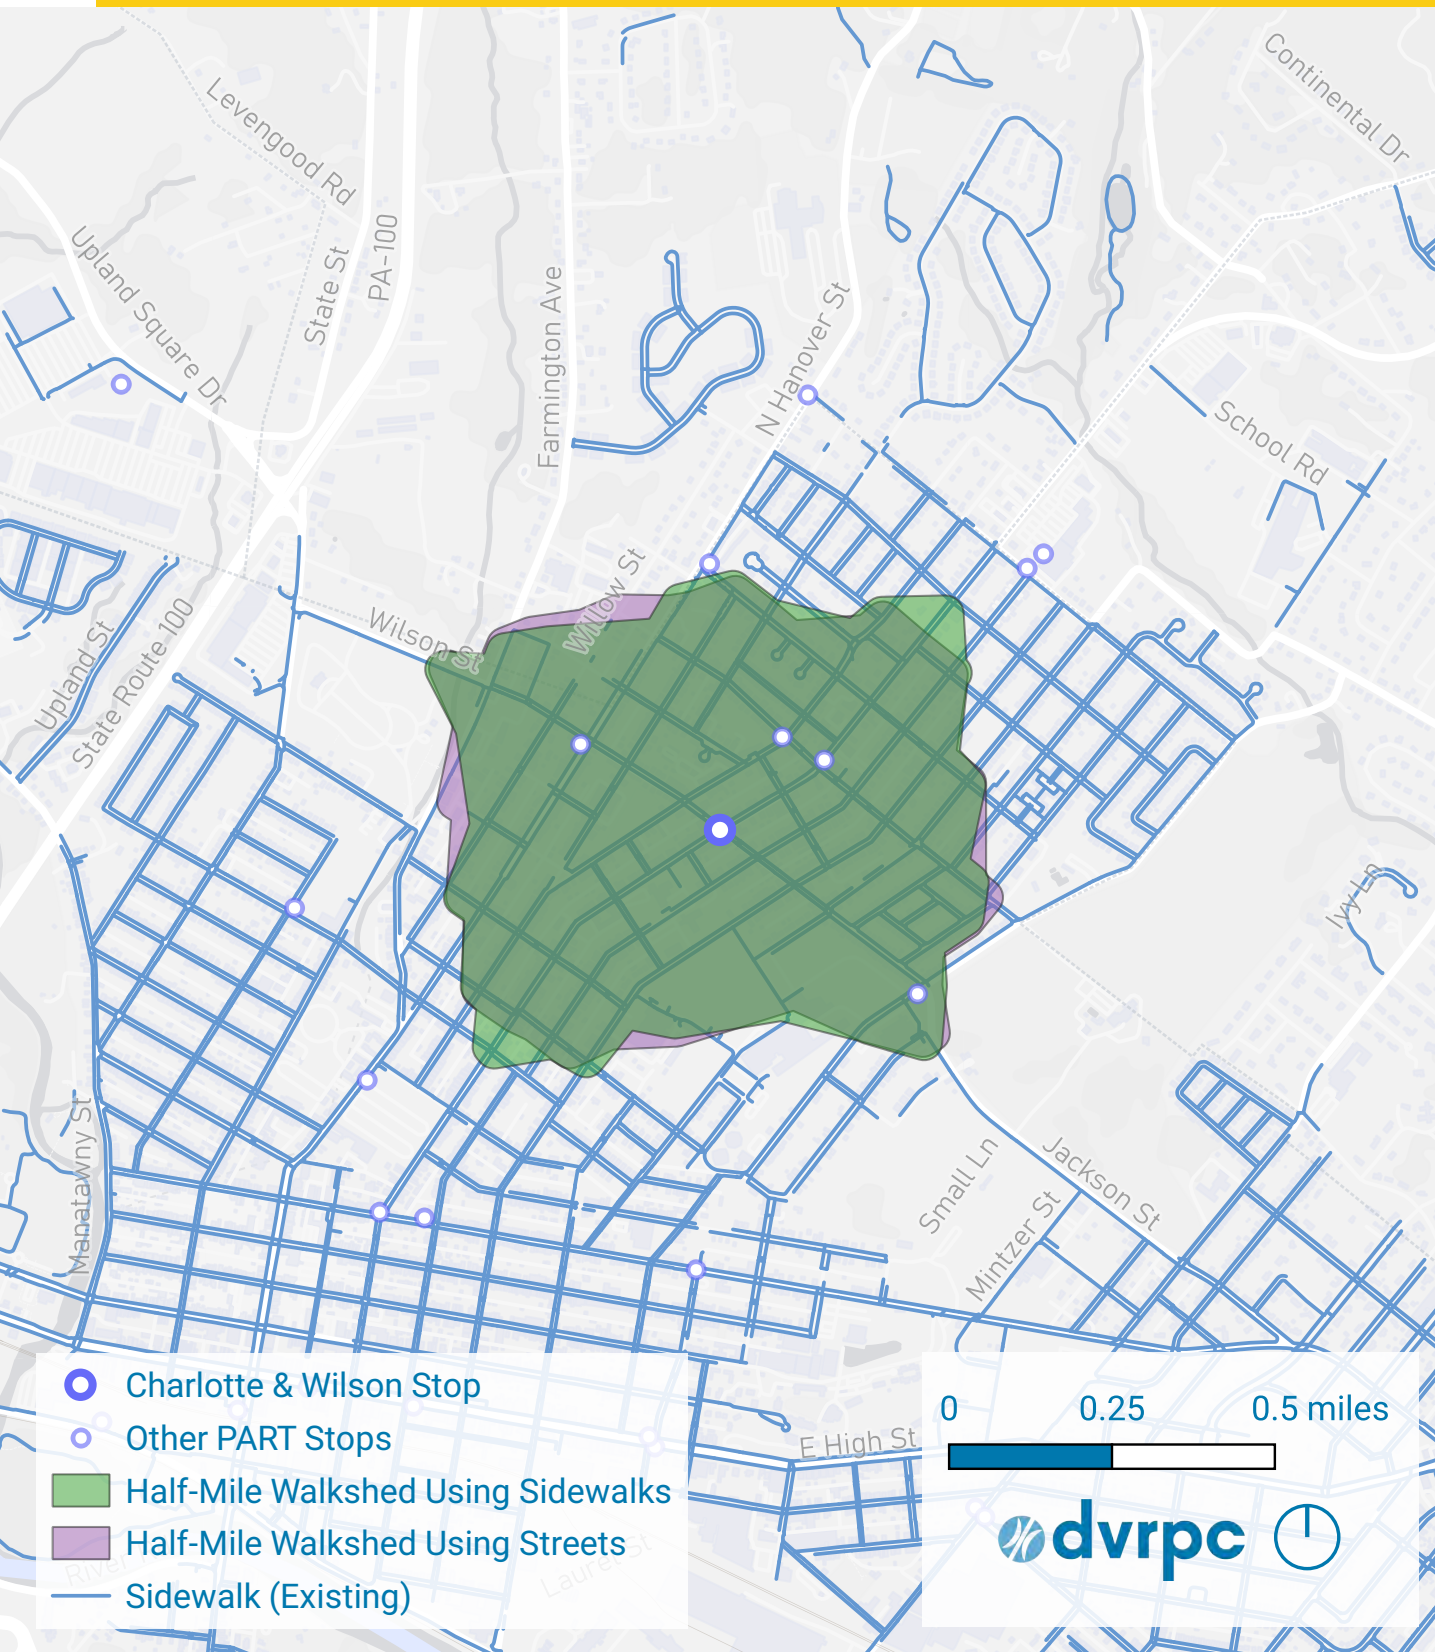 Continental Dr
Levengood Rd
PA-100
State St
Upland Square Dr
Farmington Ave
N Hanover St
School Rd
Willow St
Wilson St
Upland St
State Route 100
Ivy Ln
Manatawny St
Small Ln
Jackson St
Mintzer St
E High St
Charlotte & Wilson Stop
Other PART Stops
Half-Mile Walkshed Using Sidewalks
Half-Mile Walkshed Using Streets
Sidewalk (Existing)
River
Laurel St
0 0.25 0.5 miles
dvrpc